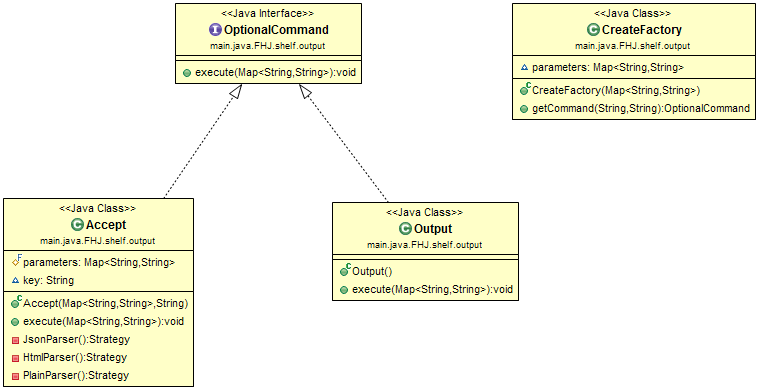 <<Java Interface>>
I OptionalCommand
main.java.FHJ.shelf.output
execute(Map<String,String>):void
<<Java Class>>
C CreateFactory
main.java.FHJ.shelf.output
parameters: Map<String,String>
C CreateFactory(Map<String,String>)
getCommand(String,String):OptionalCommand
<<Java Class>>
C Accept
main.java.FHJ.shelf.output
F parameters: Map<String,String>
key: String
C Accept(Map<String,String>,String)
execute(Map<String,String>):void
JsonParser():Strategy
HtmlParser():Strategy
PlainParser():Strategy
<<Java Class>>
C Output
main.java.FHJ.shelf.output
C Output()
execute(Map<String,String>):void